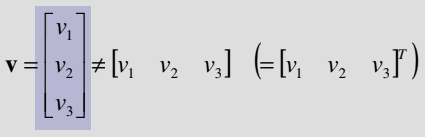 v = [v₁ v₂ v₃] ≠ [v₁ v₂ v₃] (= [v₁ v₂ v₃]ᵀ)